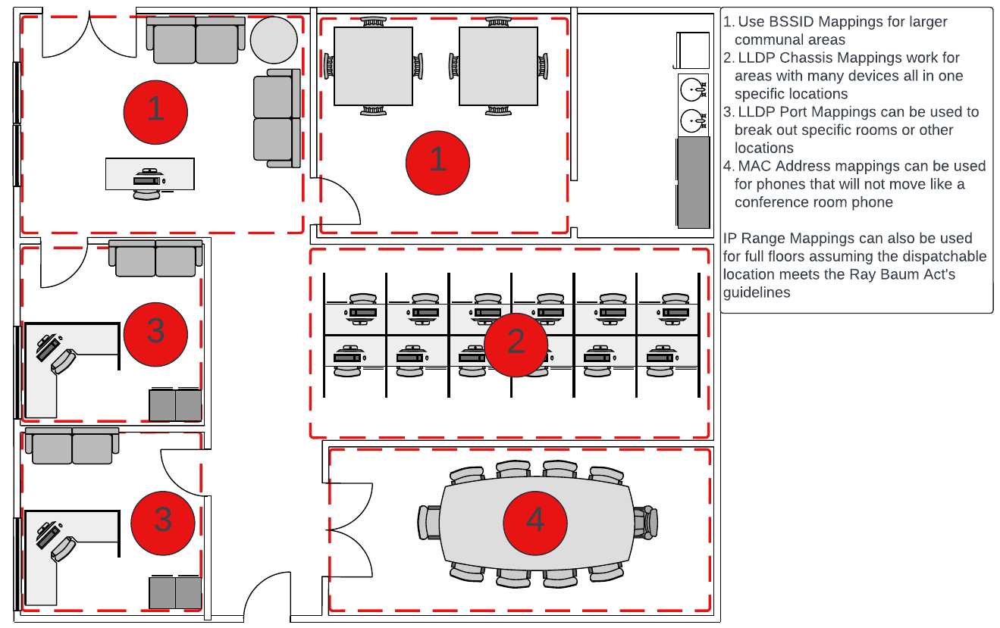 1
1
3
2
3
4
1. Use BSSID Mappings for larger
communal areas
2. LLDP Chassis Mappings work for
areas with many devices all in one
specific locations
3. LLDP Port Mappings can be used to
break out specific rooms or other
locations
4. MAC Address mappings can be used
for phones that will not move like a
conference room phone
IP Range Mappings can also be used
for full floors assuming the dispatchable
location meets the Ray Baum Act's
guidelines